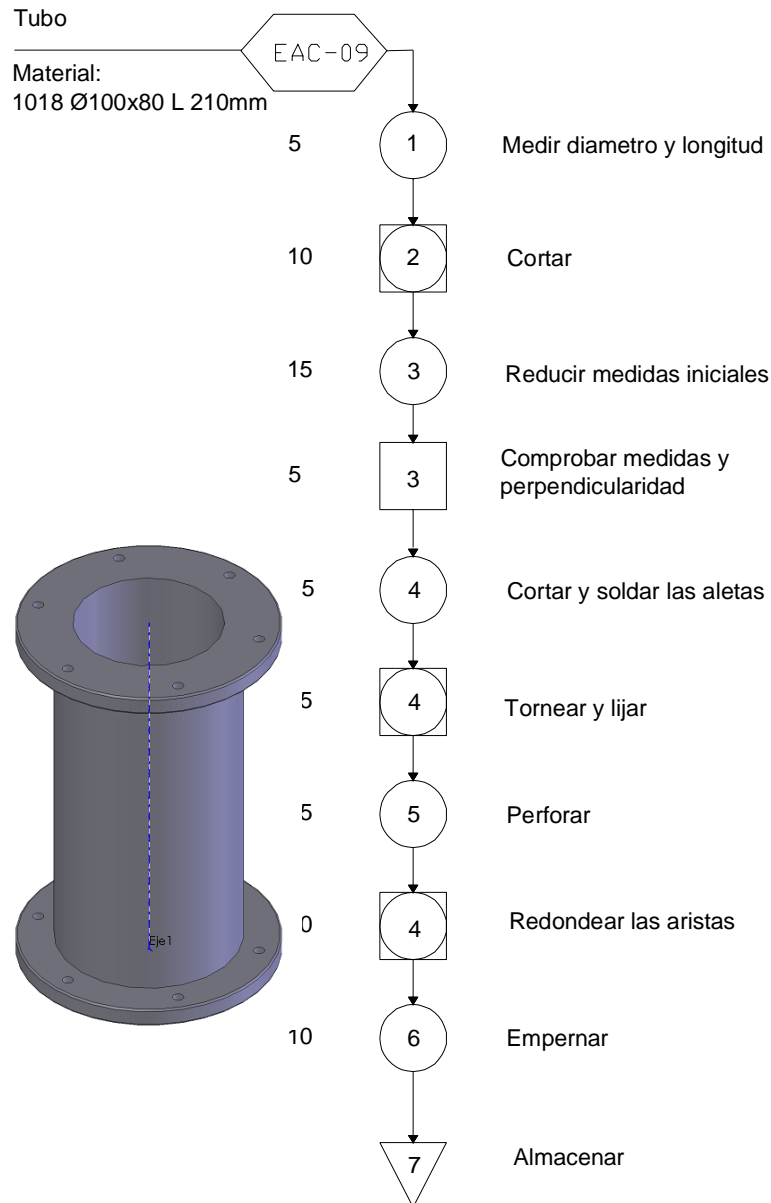 Tubo
EAC-09
Material:
1018 Ø100x80 L 210mm
5 1 Medir diametro y longitud
10 2 Cortar
15 3 Reducir medidas iniciales
5 3 Comprobar medidas y
perpendicularidad
5 4 Cortar y soldar las aletas
5 4 Tornear y lijar
5 5 Perforar
0 4 Redondear las aristas
Eje1
10 6 Empernar
7 Almacenar